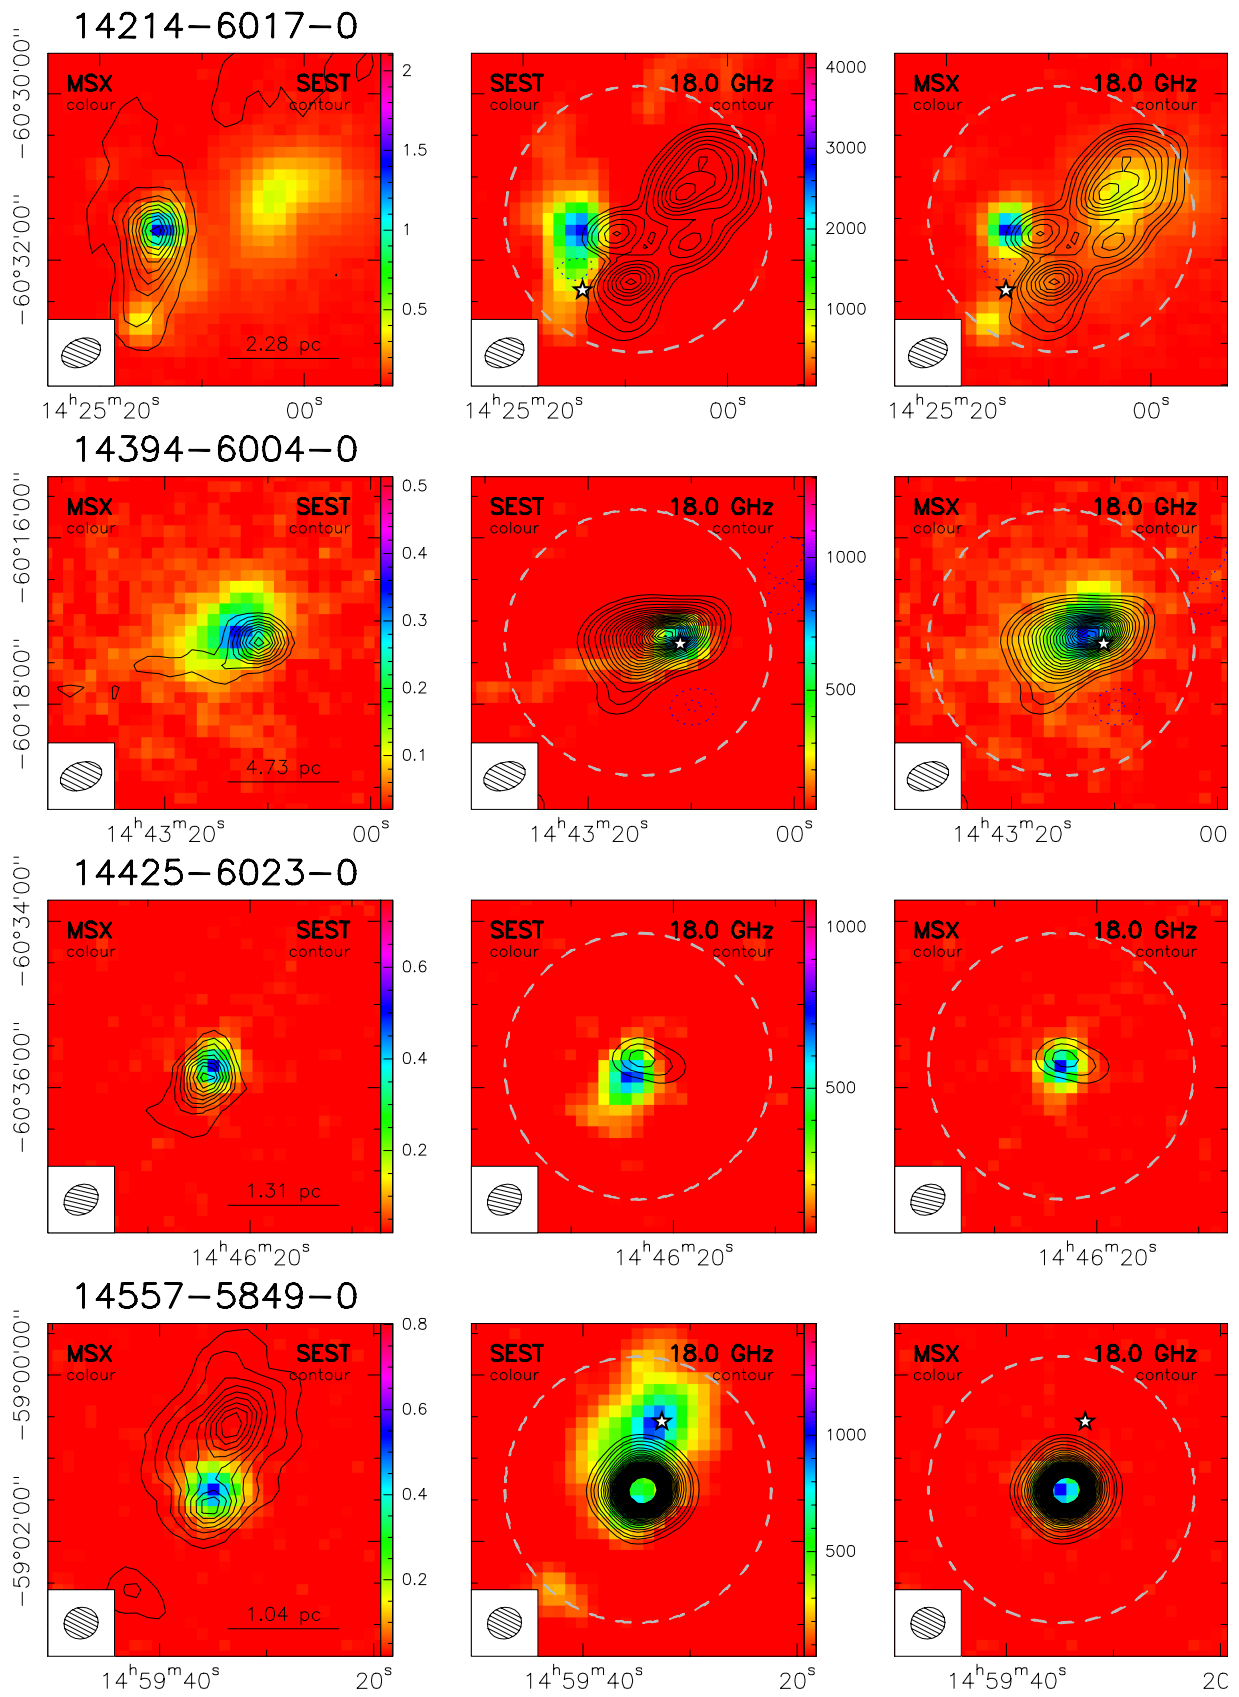 14214−6017−0
MSX SEST SEST 18.0 GHz MSX 18.0 GHz
colour contour colour contour colour contour
−60°30'00'' −60°32'00''
2 1.5 1 0.5
4000 3000 2000 1000
2.28 pc
14ʰ25ᵐ20ˢ 00ˢ 14ʰ25ᵐ20ˢ 00ˢ 14ʰ25ᵐ20ˢ 00ˢ
14394−6004−0
MSX SEST SEST 18.0 GHz MSX 18.0 GHz
colour contour colour contour colour contour
−60°16'00'' −60°18'00''
0.5 0.4 0.3 0.2 0.1
1000 500
4.73 pc
14ʰ43ᵐ20ˢ 00ˢ 14ʰ43ᵐ20ˢ 00ˢ 14ʰ43ᵐ20ˢ 00
14425−6023−0
MSX SEST SEST 18.0 GHz MSX 18.0 GHz
colour contour colour contour colour contour
−60°34'00'' −60°36'00''
0.6 0.4 0.2
1000 500
1.31 pc
14ʰ46ᵐ20ˢ 14ʰ46ᵐ20ˢ 14ʰ46ᵐ20ˢ
14557−5849−0
MSX SEST SEST 18.0 GHz MSX 18.0 GHz
colour contour colour contour colour contour
−59°00'00'' −59°02'00''
0.8 0.6 0.4 0.2
1000 500
1.04 pc
14ʰ59ᵐ40ˢ 20ˢ 14ʰ59ᵐ40ˢ 20ˢ 14ʰ59ᵐ40ˢ 20